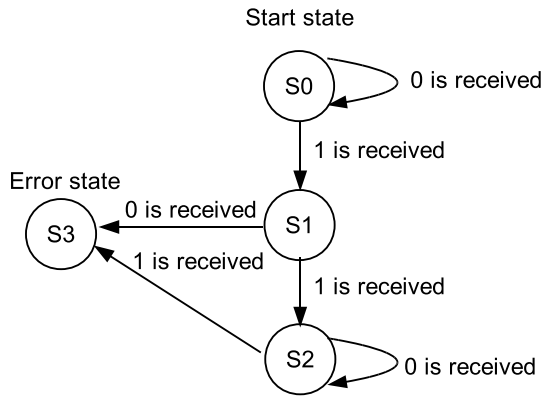 Start state
S0
0 is received
1 is received
Error state
0 is received
S1
S3
1 is received
1 is received
S2
0 is received